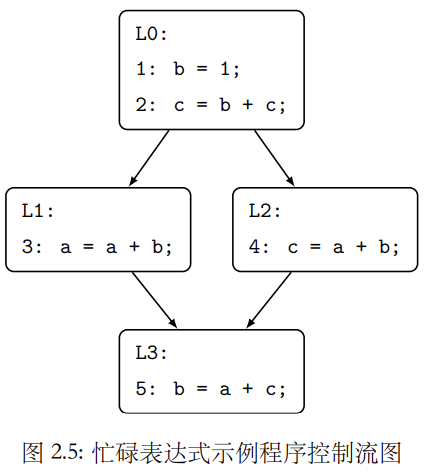 L0:
1: b = 1;
2: c = b + c;
L1:
3: a = a + b;
L2:
4: c = a + b;
L3:
5: b = a + c;
图 2.5: 忙碌表达式示例程序控制流图